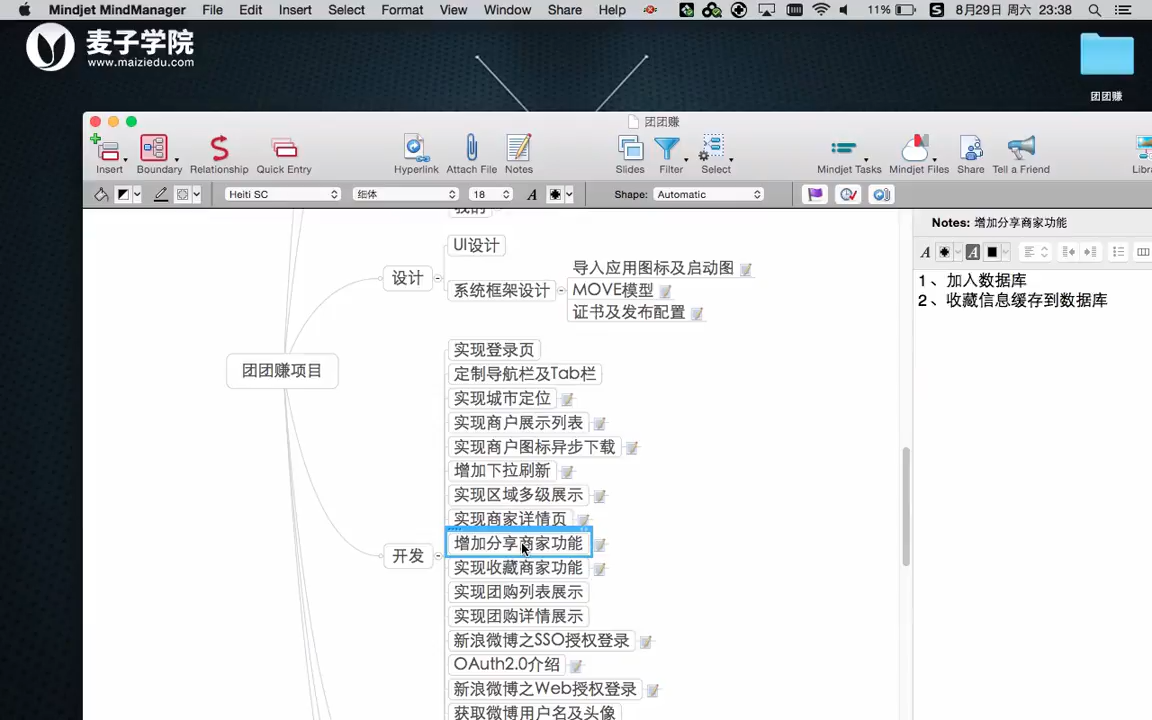 Mindjet MindManager File Edit Insert Select Format View Window Share Help 11% 8月29日 周六 23:38
麦子学院
www.maiziedu.com
团团赚
团团赚
Insert Boundary Relationship Quick Entry Hyperlink Attach File Notes Slides Filter Select Mindjet Tasks Mindjet Files Share Tell a Friend Libra
Heiti SC 细体 18 Shape: Automatic
我的
Notes: 增加分享商家功能
1、加入数据库
2、收藏信息缓存到数据库
UI设计
设计
系统框架设计
导入应用图标及启动图
MOVE模型
证书及发布配置
团团赚项目
开发
实现登录页
定制导航栏及Tab栏
实现城市定位
实现商户展示列表
实现商户图标异步下载
增加下拉刷新
实现区域多级展示
实现商家详情页
增加分享商家功能
实现收藏商家功能
实现团购列表展示
实现团购详情展示
新浪微博之SSO授权登录
OAuth2.0介绍
新浪微博之Web授权登录
获取微博用户名及头像